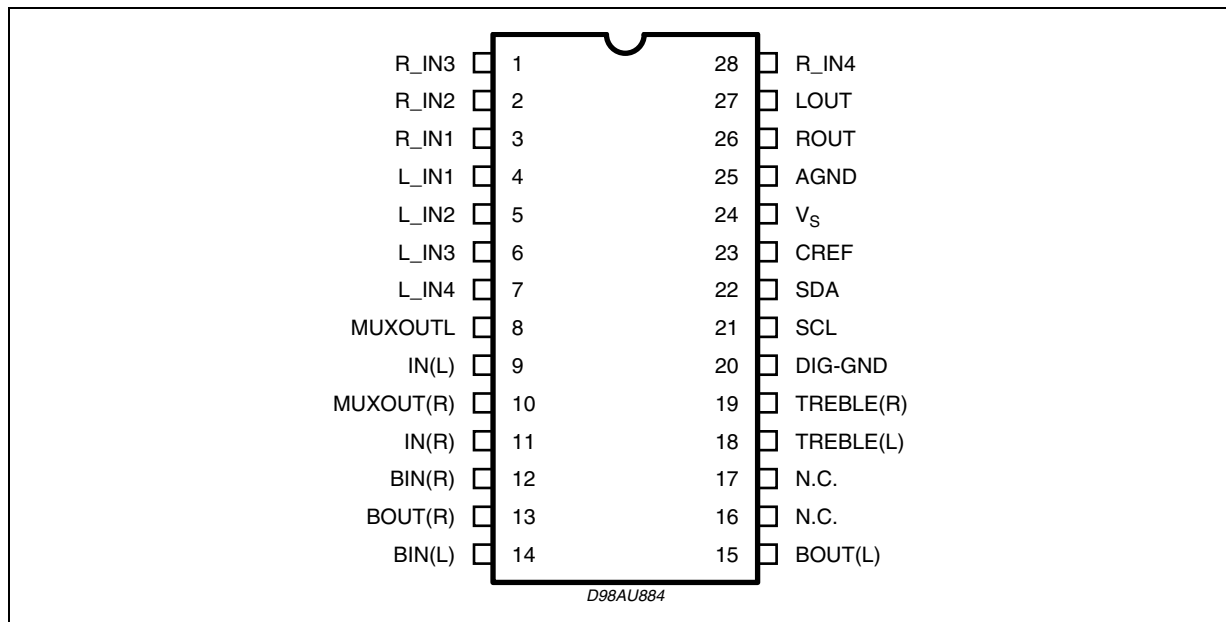 R_IN3 1 28 R_IN4
R_IN2 2 27 LOUT
R_IN1 3 26 ROUT
L_IN1 4 25 AGND
L_IN2 5 24 VS
L_IN3 6 23 CREF
L_IN4 7 22 SDA
MUXOUTL 8 21 SCL
IN(L) 9 20 DIG-GND
MUXOUT(R) 10 19 TREBLE(R)
IN(R) 11 18 TREBLE(L)
BIN(R) 12 17 N.C.
BOUT(R) 13 16 N.C.
BIN(L) 14 15 BOUT(L)
D98AU884